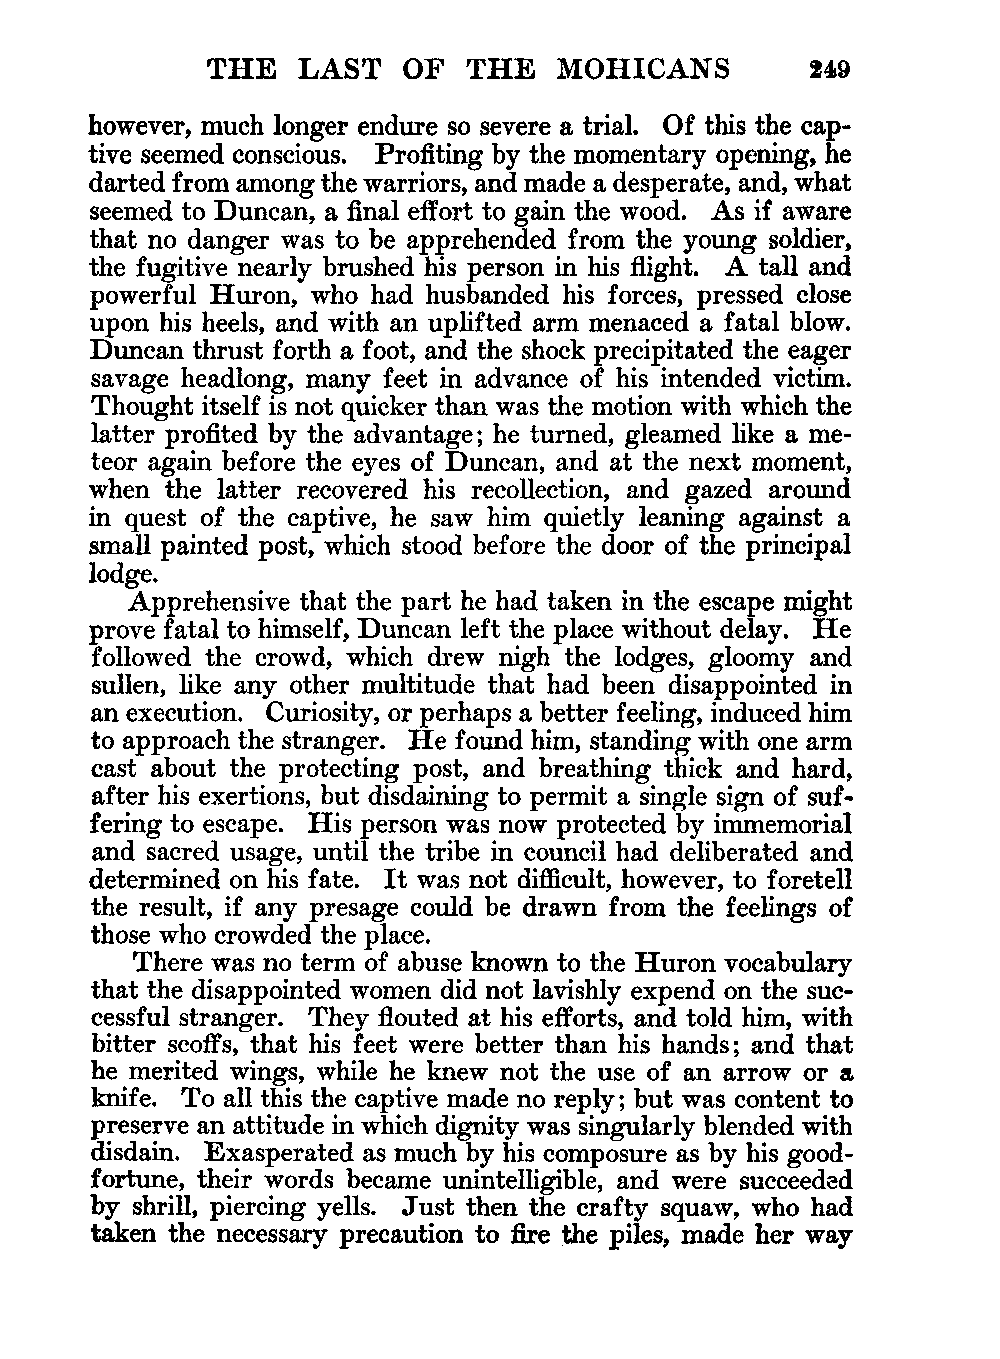 THE LAST OF THE MOHICANS 249
however, much longer endure so severe a trial. Of this the cap-
tive seemed conscious. Profiting by the momentary opening, he
darted from among the warriors, and made a desperate, and, what
seemed to Duncan, a final effort to gain the wood. As if aware
that no danger was to be apprehended from the young soldier,
the fugitive nearly brushed his person in his flight. A tall and
powerful Huron, who had husbanded his forces, pressed close
upon his heels, and with an uplifted arm menaced a fatal blow.
Duncan thrust forth a foot, and the shock precipitated the eager
savage headlong, many feet in advance of his intended victim.
Thought itself is not quicker than was the motion with which the
latter profited by the advantage; he turned, gleamed like a me-
teor again before the eyes of Duncan, and at the next moment,
when the latter recovered his recollection, and gazed around
in quest of the captive, he saw him quietly leaning against a
small painted post, which stood before the door of the principal
lodge.
Apprehensive that the part he had taken in the escape might
prove fatal to himself, Duncan left the place without delay. He
followed the crowd, which drew nigh the lodges, gloomy and
sullen, like any other multitude that had been disappointed in
an execution. Curiosity, or perhaps a better feeling, induced him
to approach the stranger. He found him, standing with one arm
cast about the protecting post, and breathing thick and hard,
after his exertions, but disdaining to permit a single sign of suf-
fering to escape. His person was now protected by immemorial
and sacred usage, until the tribe in council had deliberated and
determined on his fate. It was not difficult, however, to foretell
the result, if any presage could be drawn from the feelings of
those who crowded the place.
There was no term of abuse known to the Huron vocabulary
that the disappointed women did not lavishly expend on the suc-
cessful stranger. They flouted at his efforts, and told him, with
bitter scoffs, that his feet were better than his hands; and that
he merited wings, while he knew not the use of an arrow or a
knife. To all this the captive made no reply; but was content to
preserve an attitude in which dignity was singularly blended with
disdain. Exasperated as much by his composure as by his good-
fortune, their words became unintelligible, and were succeeded
by shrill, piercing yells. Just then the crafty squaw, who had
taken the necessary precaution to fire the piles, made her way